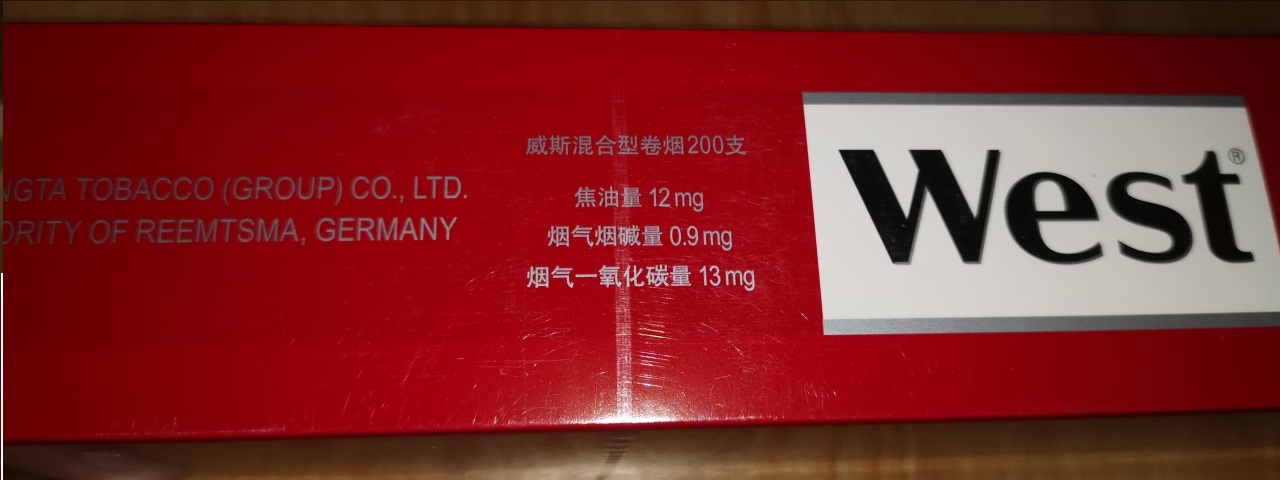 NGTA TOBACCO (GROUP) CO., LTD.
ORITY OF REEMTSMA, GERMANY
威斯混合型卷烟200支
焦油量 12mg
烟气烟碱量 0.9mg
烟气一氧化碳量 13mg
West®